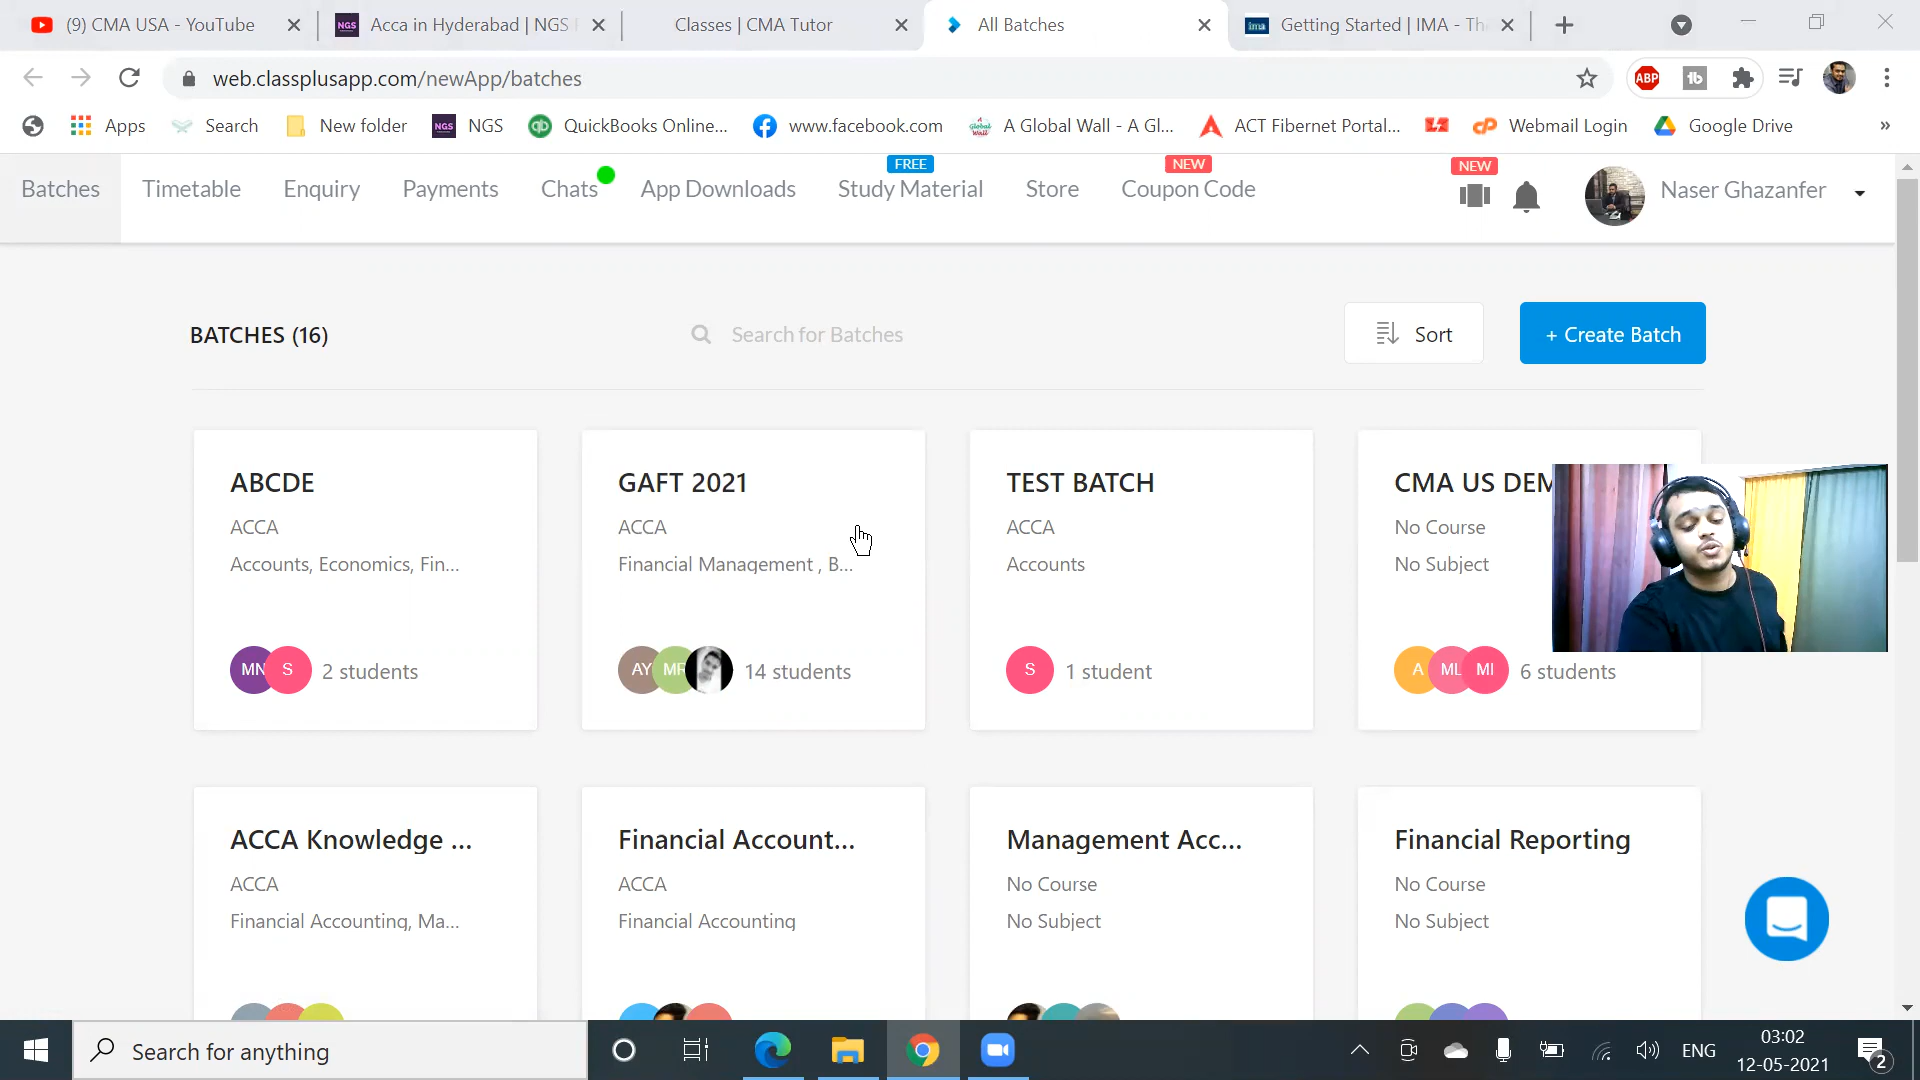 (9) CMA USA - YouTube
Acca in Hyderabad | NGS
Classes | CMA Tutor
All Batches
Getting Started | IMA - Th
web.classplusapp.com/newApp/batches
ABP
Apps
Search
New folder
NGS
QuickBooks Online...
www.facebook.com
A Global Wall - A Gl...
ACT Fibernet Portal...
Webmail Login
Google Drive
»
Batches
Timetable
Enquiry
Payments
Chats
App Downloads
FREE
Study Material
Store
NEW
Coupon Code
NEW
Naser Ghazanfer
BATCHES (16)
Search for Batches
Sort
+ Create Batch
ABCDE
ACCA
Accounts, Economics, Fin...
MN S 2 students
GAFT 2021
ACCA
Financial Management , B...
AY MR 14 students
TEST BATCH
ACCA
Accounts
S 1 student
CMA US DEM
No Course
No Subject
A ML MI 6 students
ACCA Knowledge ...
ACCA
Financial Accounting, Ma...
Financial Account...
ACCA
Financial Accounting
Management Acc...
No Course
No Subject
Financial Reporting
No Course
No Subject
Search for anything
ENG
03:02
12-05-2021
2